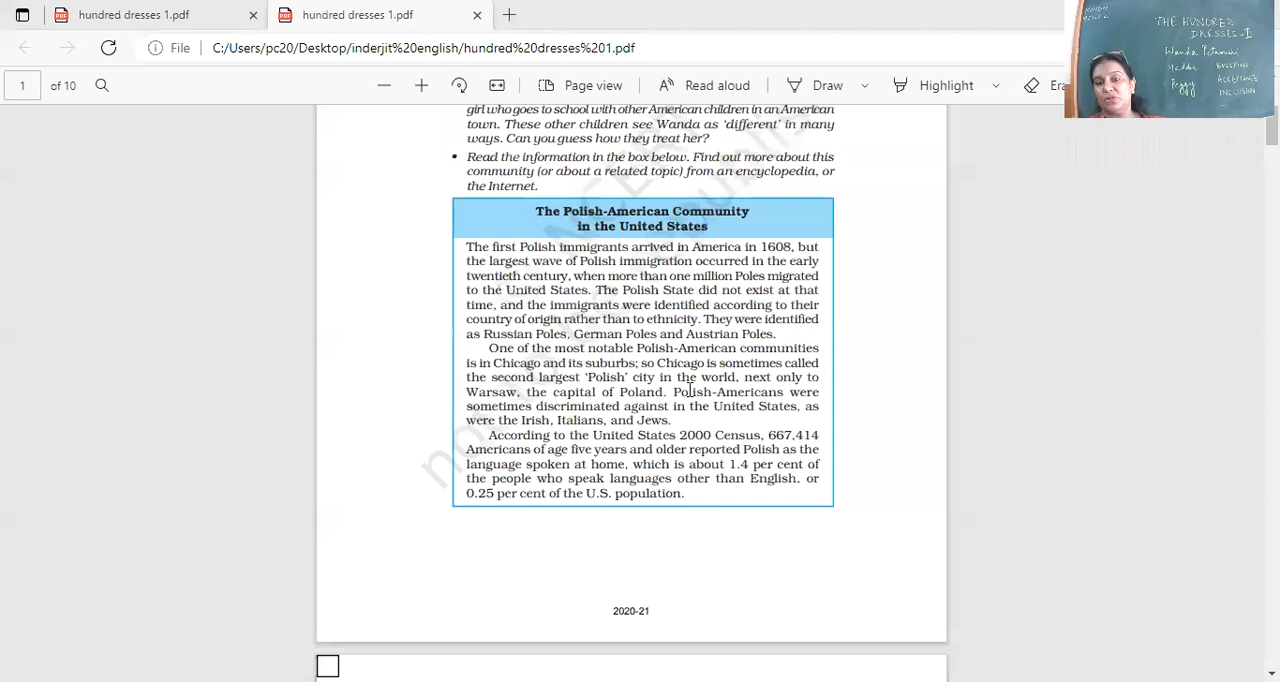 hundred dresses 1.pdf
hundred dresses 1.pdf
File
C:/Users/pc20/Desktop/inderjit%20english/hundred%20dresses%201.pdf
1 of 10
Page view
Read aloud
Draw
Highlight
Era
THE HUNDRED
DRESSES-I
Wanda Petronski
Maddie BULLYING
Peggy ACCEPTANCE
INCLUSION
girl who goes to school with other American children in an American
town. These other children see Wanda as 'different' in many
ways. Can you guess how they treat her?
• Read the information in the box below. Find out more about this
community (or about a related topic) from an encyclopedia, or
the Internet.
The Polish-American Community
in the United States
The first Polish immigrants arrived in America in 1608, but
the largest wave of Polish immigration occurred in the early
twentieth century, when more than one million Poles migrated
to the United States. The Polish State did not exist at that
time, and the immigrants were identified according to their
country of origin rather than to ethnicity. They were identified
as Russian Poles, German Poles and Austrian Poles.
One of the most notable Polish-American communities
is in Chicago and its suburbs; so Chicago is sometimes called
the second largest 'Polish' city in the world, next only to
Warsaw, the capital of Poland. Polish-Americans were
sometimes discriminated against in the United States, as
were the Irish, Italians, and Jews.
According to the United States 2000 Census, 667,414
Americans of age five years and older reported Polish as the
language spoken at home, which is about 1.4 per cent of
the people who speak languages other than English, or
0.25 per cent of the U.S. population.
2020-21